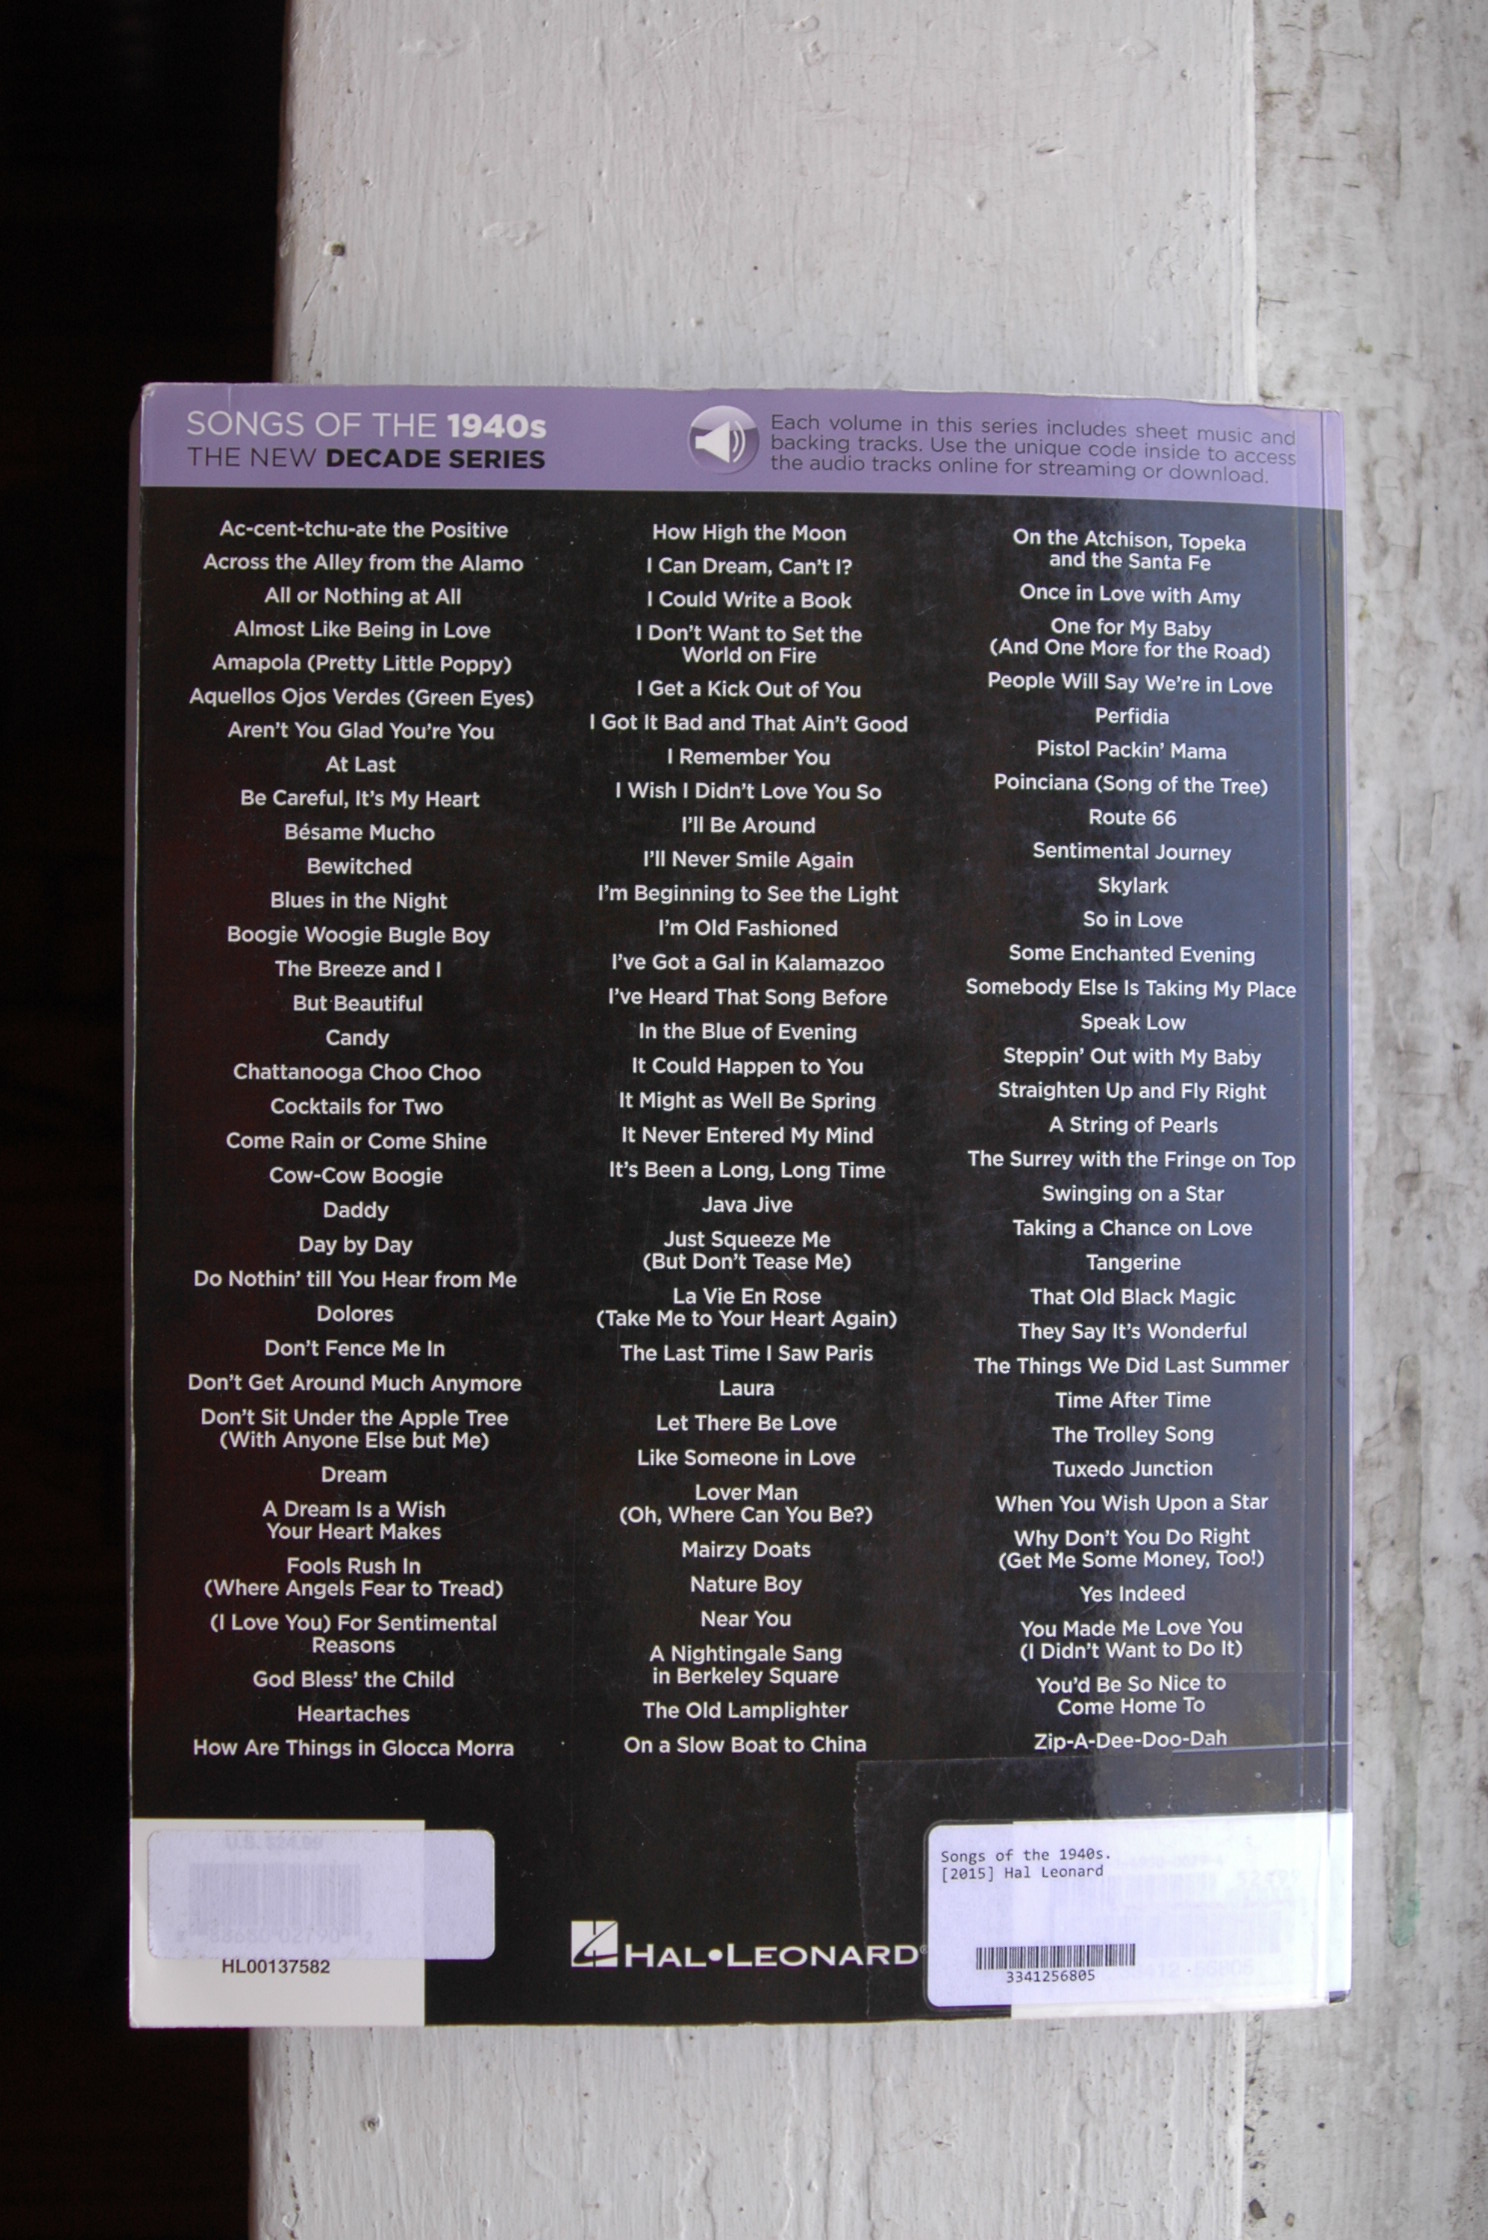 SONGS OF THE 1940s
THE NEW DECADE SERIES
Each volume in this series includes sheet music and
backing tracks. Use the unique code inside to access
the audio tracks online for streaming or download.
Ac-cent-tchu-ate the Positive
Across the Alley from the Alamo
All or Nothing at All
Almost Like Being in Love
Amapola (Pretty Little Poppy)
Aquellos Ojos Verdes (Green Eyes)
Aren't You Glad You're You
At Last
Be Careful, It's My Heart
Bésame Mucho
Bewitched
Blues in the Night
Boogie Woogie Bugle Boy
The Breeze and I
But Beautiful
Candy
Chattanooga Choo Choo
Cocktails for Two
Come Rain or Come Shine
Cow-Cow Boogie
Daddy
Day by Day
Do Nothin' till You Hear from Me
Dolores
Don't Fence Me In
Don't Get Around Much Anymore
Don't Sit Under the Apple Tree
(With Anyone Else but Me)
Dream
A Dream Is a Wish
Your Heart Makes
Fools Rush In
(Where Angels Fear to Tread)
(I Love You) For Sentimental
Reasons
God Bless' the Child
Heartaches
How Are Things in Glocca Morra
How High the Moon
I Can Dream, Can't I?
I Could Write a Book
I Don't Want to Set the
World on Fire
I Get a Kick Out of You
I Got It Bad and That Ain't Good
I Remember You
I Wish I Didn't Love You So
I'll Be Around
I'll Never Smile Again
I'm Beginning to See the Light
I'm Old Fashioned
I've Got a Gal in Kalamazoo
I've Heard That Song Before
In the Blue of Evening
It Could Happen to You
It Might as Well Be Spring
It Never Entered My Mind
It's Been a Long, Long Time
Java Jive
Just Squeeze Me
(But Don't Tease Me)
La Vie En Rose
(Take Me to Your Heart Again)
The Last Time I Saw Paris
Laura
Let There Be Love
Like Someone in Love
Lover Man
(Oh, Where Can You Be?)
Mairzy Doats
Nature Boy
Near You
A Nightingale Sang
in Berkeley Square
The Old Lamplighter
On a Slow Boat to China
On the Atchison, Topeka
and the Santa Fe
Once in Love with Amy
One for My Baby
(And One More for the Road)
People Will Say We're in Love
Perfidia
Pistol Packin' Mama
Poinciana (Song of the Tree)
Route 66
Sentimental Journey
Skylark
So in Love
Some Enchanted Evening
Somebody Else Is Taking My Place
Speak Low
Steppin' Out with My Baby
Straighten Up and Fly Right
A String of Pearls
The Surrey with the Fringe on Top
Swinging on a Star
Taking a Chance on Love
Tangerine
That Old Black Magic
They Say It's Wonderful
The Things We Did Last Summer
Time After Time
The Trolley Song
Tuxedo Junction
When You Wish Upon a Star
Why Don't You Do Right
(Get Me Some Money, Too!)
Yes Indeed
You Made Me Love You
(I Didn't Want to Do It)
You'd Be So Nice to
Come Home To
Zip-A-Dee-Doo-Dah
HL00137582
HAL•LEONARD®
Songs of the 1940s.
[2015] Hal Leonard
3341256805